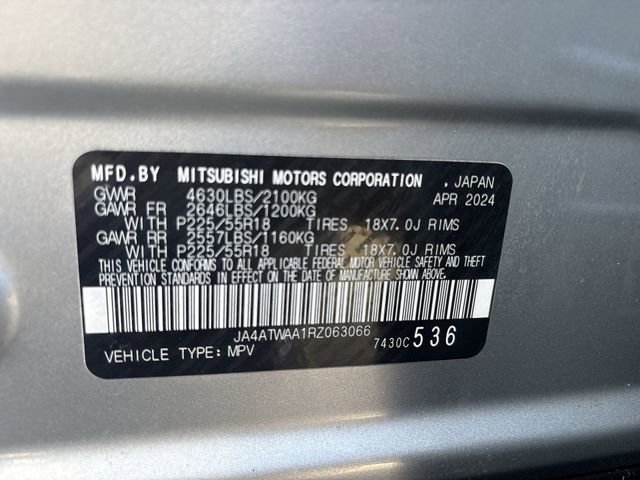 MFD.BY MITSUBISHI MOTORS CORPORATION . JAPAN
GVWR 4630LBS/2100KG APR 2024
GAWR FR 2646LBS/1200KG
WITH P225/55R18 TIRES 18X7.0J RIMS
GAWR RR 2557LBS/1160KG
WITH P225/55R18 TIRES 18X7.0J RIMS
THIS VEHICLE CONFORMS TO ALL APPLICABLE FEDERAL MOTOR VEHICLE SAFETY AND THEFT
PREVENTION STANDARDS IN EFFECT ON THE DATE OF MANUFACTURE SHOWN ABOVE.
JA4ATWAA1RZ063066 7430C 536
VEHICLE TYPE: MPV